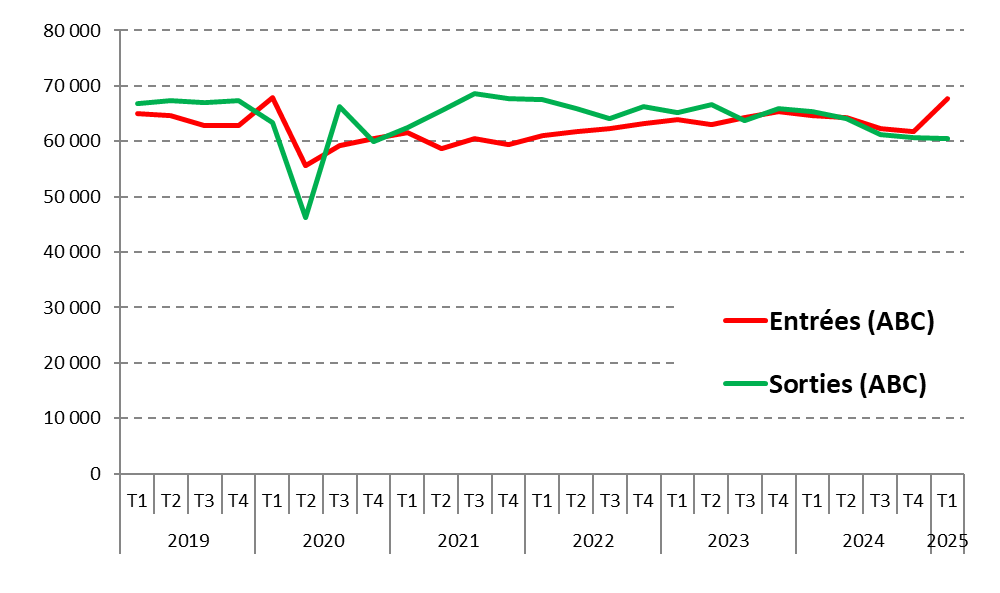 80 000
70 000
60 000
50 000
40 000
30 000
20 000
10 000
0
Entrées (ABC)
Sorties (ABC)
T1 T2 T3 T4 T1 T2 T3 T4 T1 T2 T3 T4 T1 T2 T3 T4 T1 T2 T3 T4 T1 T2 T3 T4 T1
2019 2020 2021 2022 2023 2024 2025